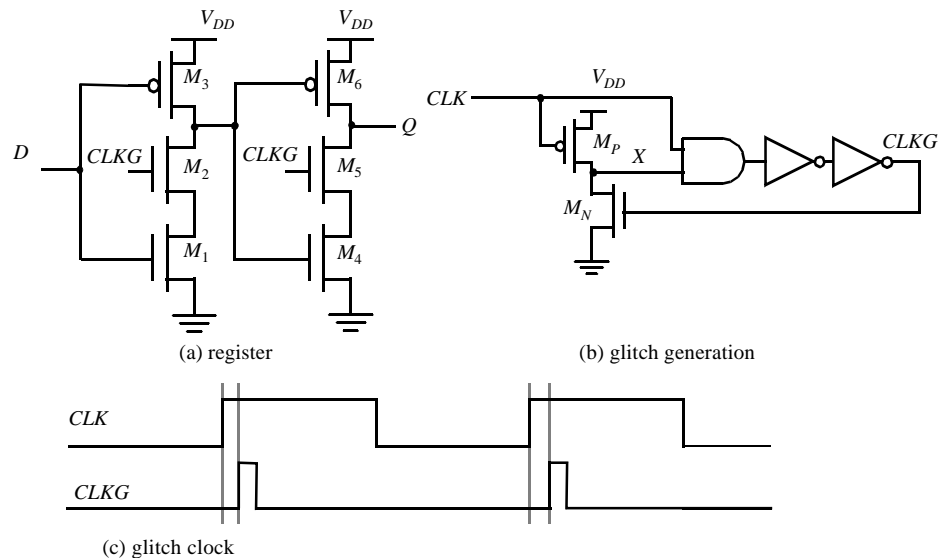 V_DD
V_DD
M_3
M_6
D
CLKG
M_2
CLKG
M_5
Q
M_1
M_4
(a) register
CLK
V_DD
M_P
X
CLKG
M_N
(b) glitch generation
CLK
CLKG
(c) glitch clock